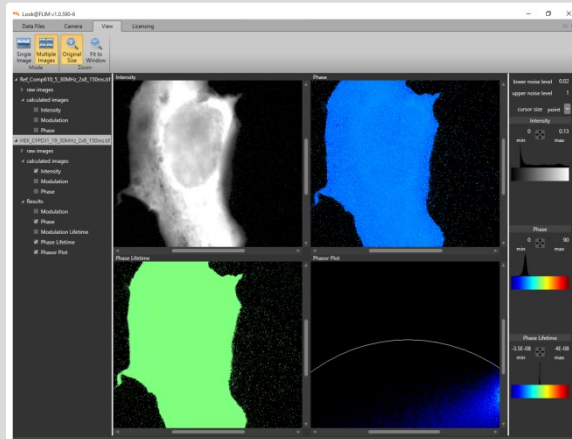 Look@FLIM v1.0.590-6
Data Files Camera View Licensing
Single Image
Multiple Images
Original Size
Fit to Window
Mode Zoom
Ref_Comp610_5_30MHz_2x8_150ms.tif
raw images
calculated images
Intensity
Modulation
Phase
raw images
calculated images
Intensity
Modulation
Phase
Results
Modulation
Phase
Modulation Lifetime
Phase Lifetime
Phasor Plot
Intensity
Phase
Phase Lifetime
Phasor Plot
lower noise level 0.02
upper noise level 1
cursor size point
Intensity
0 0.13
min max
Phase
0 90
min max
Phase Lifetime
-3.5E-08 4E-08
min max